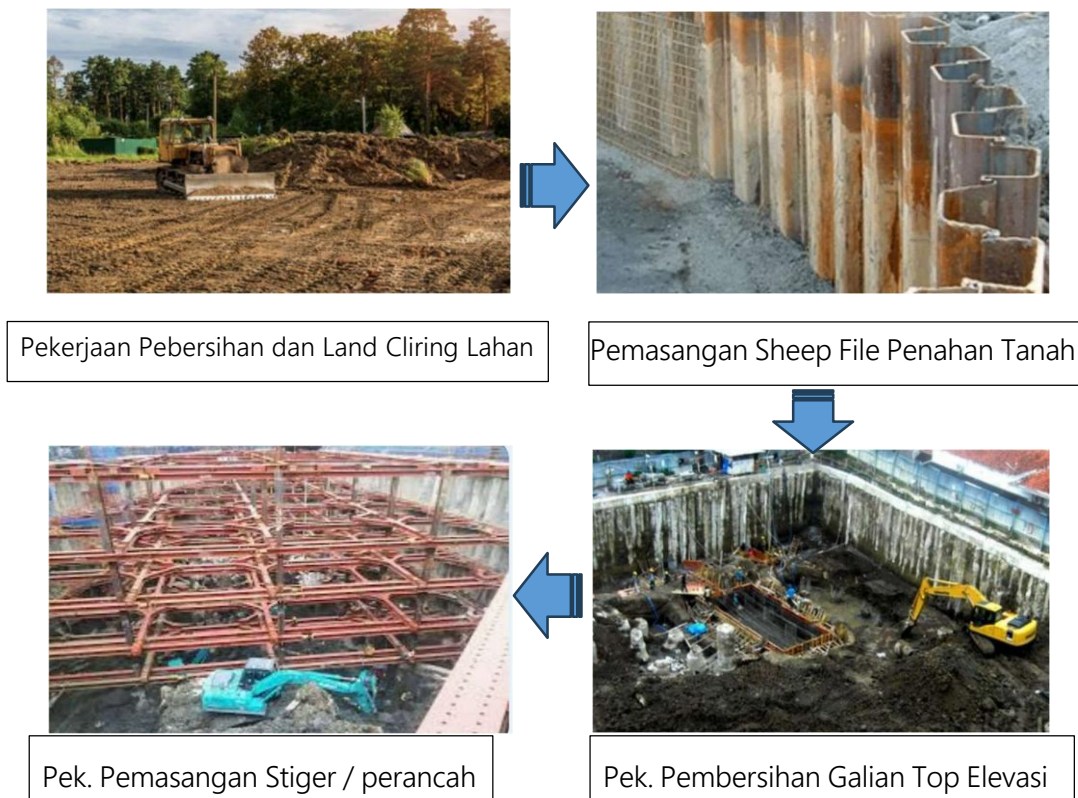 Pekerjaan Pebersihan dan Land Cliring Lahan
Pemasangan Sheep File Penahan Tanah
Pek. Pembersihan Galian Top Elevasi
Pek. Pemasangan Stiger / perancah